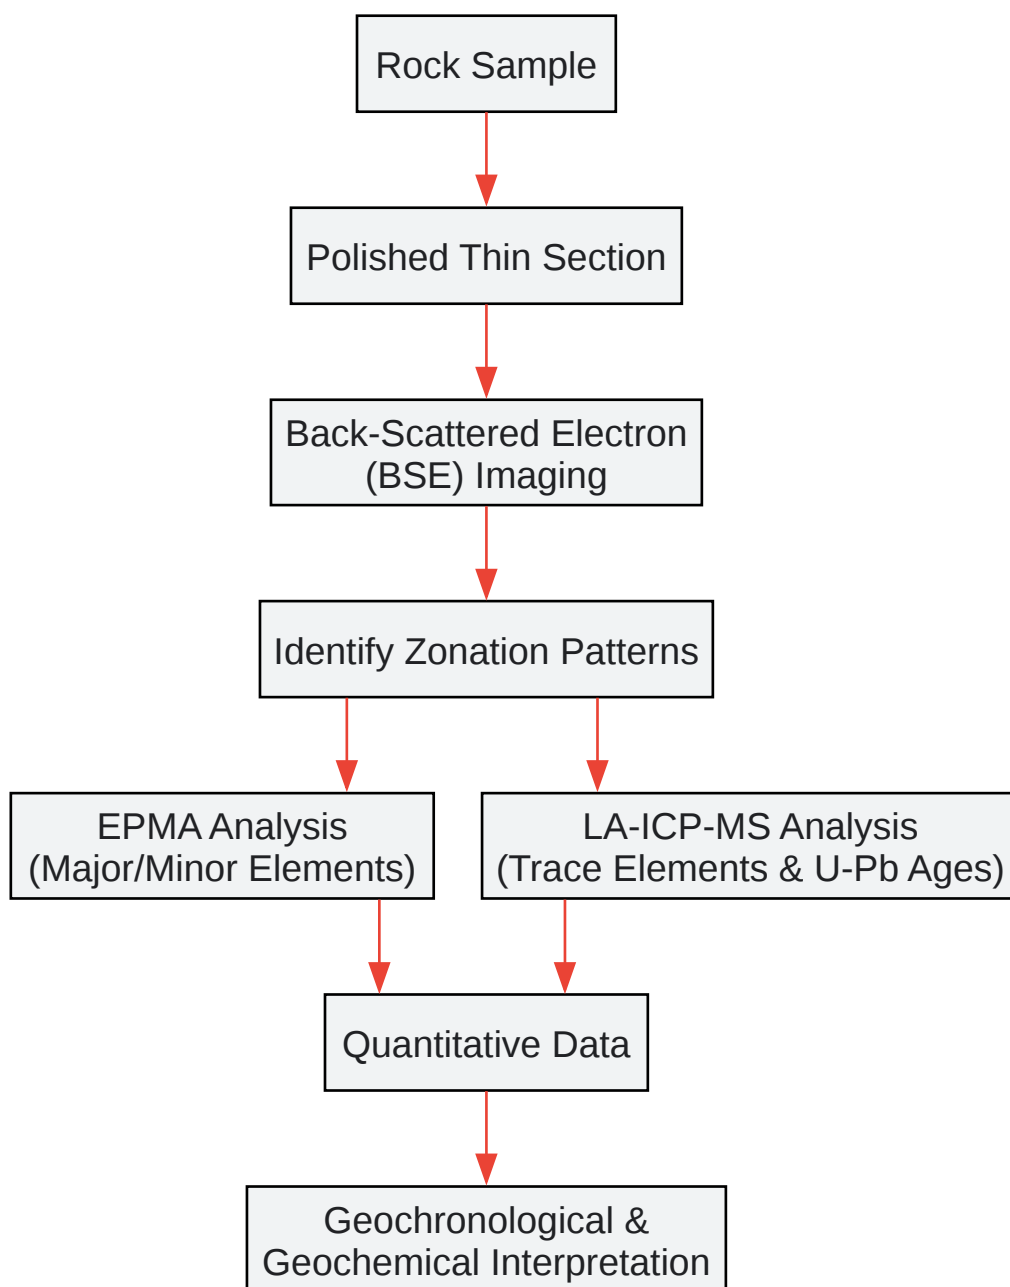 Rock Sample
Polished Thin Section
Back-Scattered Electron
(BSE) Imaging
Identify Zonation Patterns
EPMA Analysis
(Major/Minor Elements)
LA-ICP-MS Analysis
(Trace Elements & U-Pb Ages)
Quantitative Data
Geochronological &
Geochemical Interpretation